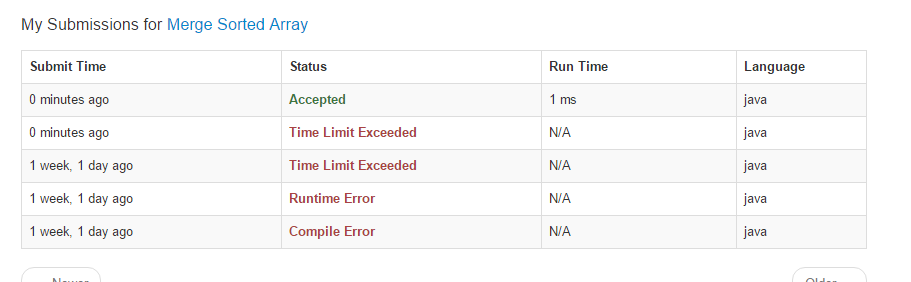 My Submissions for Merge Sorted Array
Submit Time Status Run Time Language
0 minutes ago Accepted 1 ms java
0 minutes ago Time Limit Exceeded N/A java
1 week, 1 day ago Time Limit Exceeded N/A java
1 week, 1 day ago Runtime Error N/A java
1 week, 1 day ago Compile Error N/A java
Newer Older